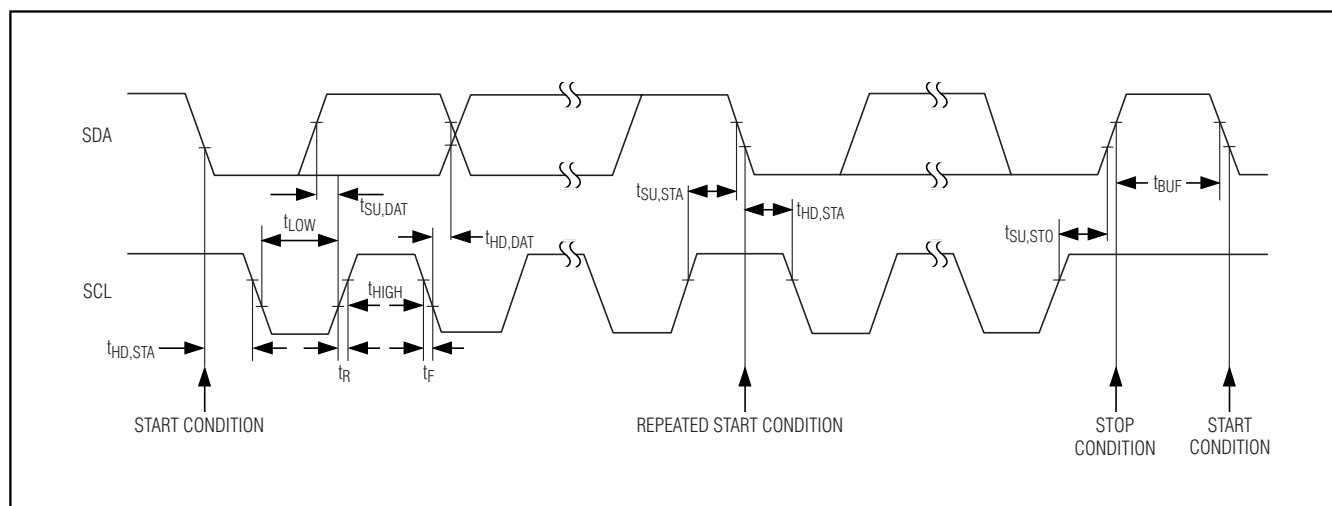 SDA
tSU,STA
tBUF
tSU,DAT
tHD,STA
tLOW
tHD,DAT
tSU,STO
SCL
tHIGH
tHD,STA
tR
tF
START CONDITION
REPEATED START CONDITION
STOP
CONDITION
START
CONDITION